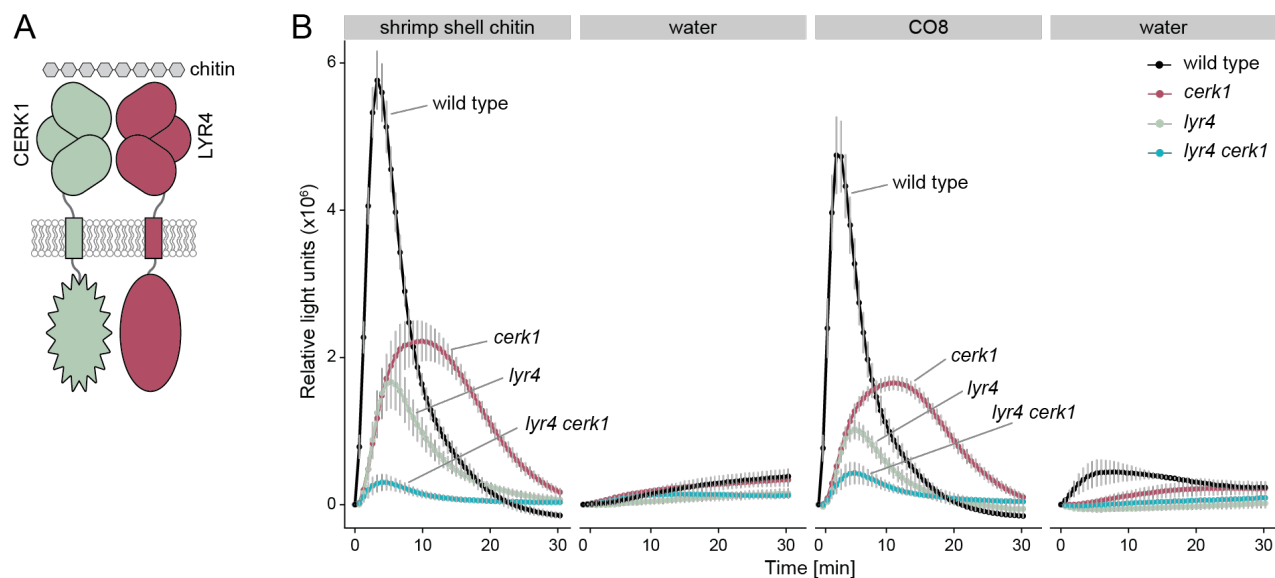 A
chitin
CERK1
LYR4
B
shrimp shell chitin
water
CO8
water
Relative light units (x10⁶)
6
4
2
0
wild type
cerk1
lyr4
lyr4 cerk1
wild type
cerk1
lyr4
lyr4 cerk1
wild type
cerk1
lyr4
lyr4 cerk1
0 10 20 30
0 10 20 30
0 10 20 30
0 10 20 30
Time [min]